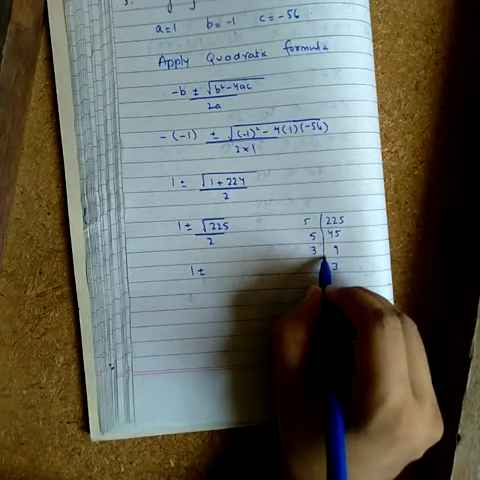 a=1 b=-1 c=-56
Apply Quadratic formula
-b ± √b²-4ac
2a
-(-1) ± √(-1)² - 4(1)(-56)
2×1
1 ± √1+224
2
1 ± √225
2
1 ±
5 | 225
5 | 45
3 | 9
3